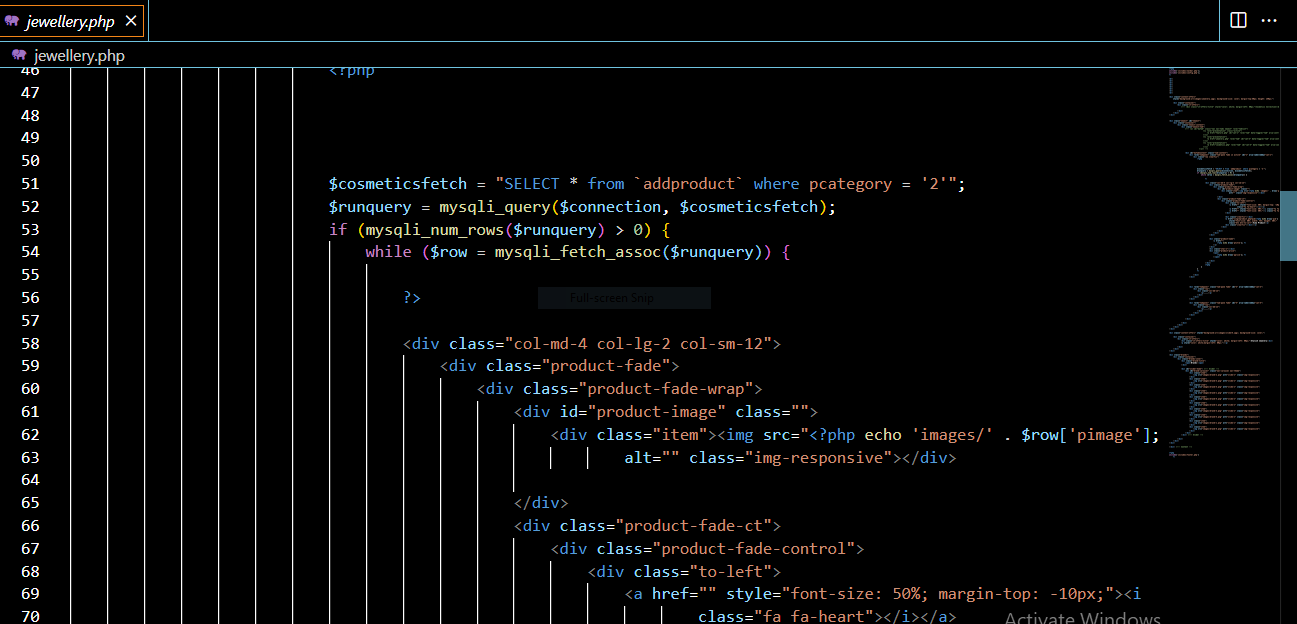 jewellery.php
jewellery.php
46 <?php
47
48
49
50
51 $cosmeticsfetch = "SELECT * from `addproduct` where pcategory = '2'";
52 $runquery = mysqli_query($connection, $cosmeticsfetch);
53 if (mysqli_num_rows($runquery) > 0) {
54 while ($row = mysqli_fetch_assoc($runquery)) {
55
56 ?>
Full-screen Snip
57
58 <div class="col-md-4 col-lg-2 col-sm-12">
59 <div class="product-fade">
60 <div class="product-fade-wrap">
61 <div id="product-image" class="">
62 <div class="item"><img src="<?php echo 'images/' . $row['pimage'];
63 alt="" class="img-responsive"></div>
64
65 </div>
66 <div class="product-fade-ct">
67 <div class="product-fade-control">
68 <div class="to-left">
69 <a href="" style="font-size: 50%; margin-top: -10px;"><i
70 class="fa fa-heart"></i></a>
Activate Windows